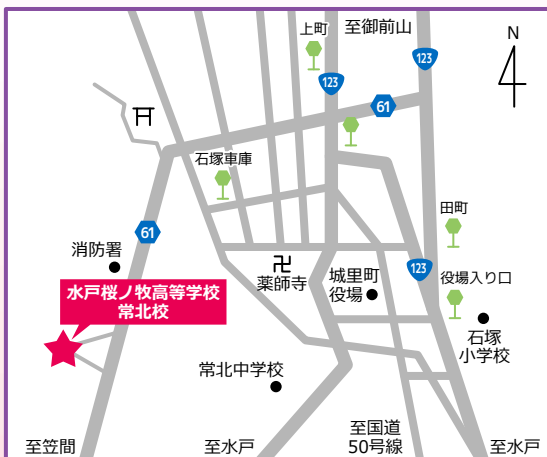 上町
至御前山
N
123
123
61
石塚車庫
61
田町
消防署
卍
薬師寺
城里町
役場
123
役場入り口
水戸桜ノ牧高等学校
常北校
石塚
小学校
常北中学校
至笠間
至水戸
至国道
50号線
至水戸